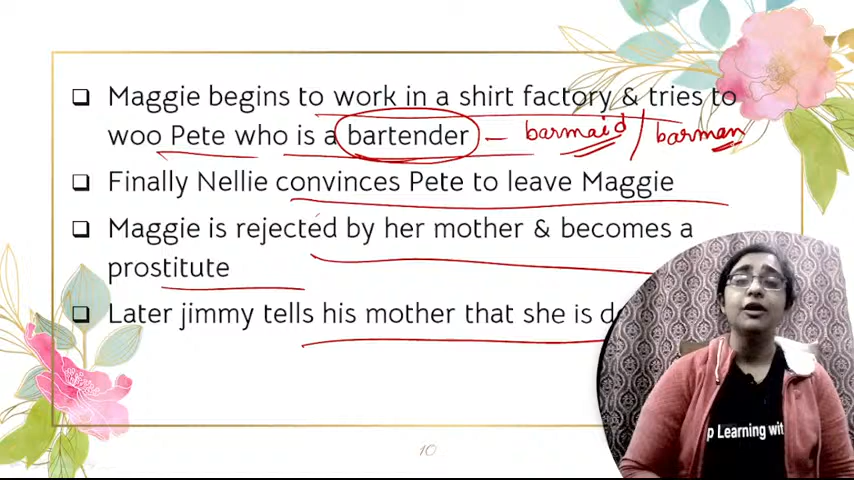 Maggie begins to work in a shirt factory & tries to
woo Pete who is a bartender – barmaid / barman
Finally Nellie convinces Pete to leave Maggie
Maggie is rejected by her mother & becomes a
prostitute
Later jimmy tells his mother that she is
10
p Learning wit